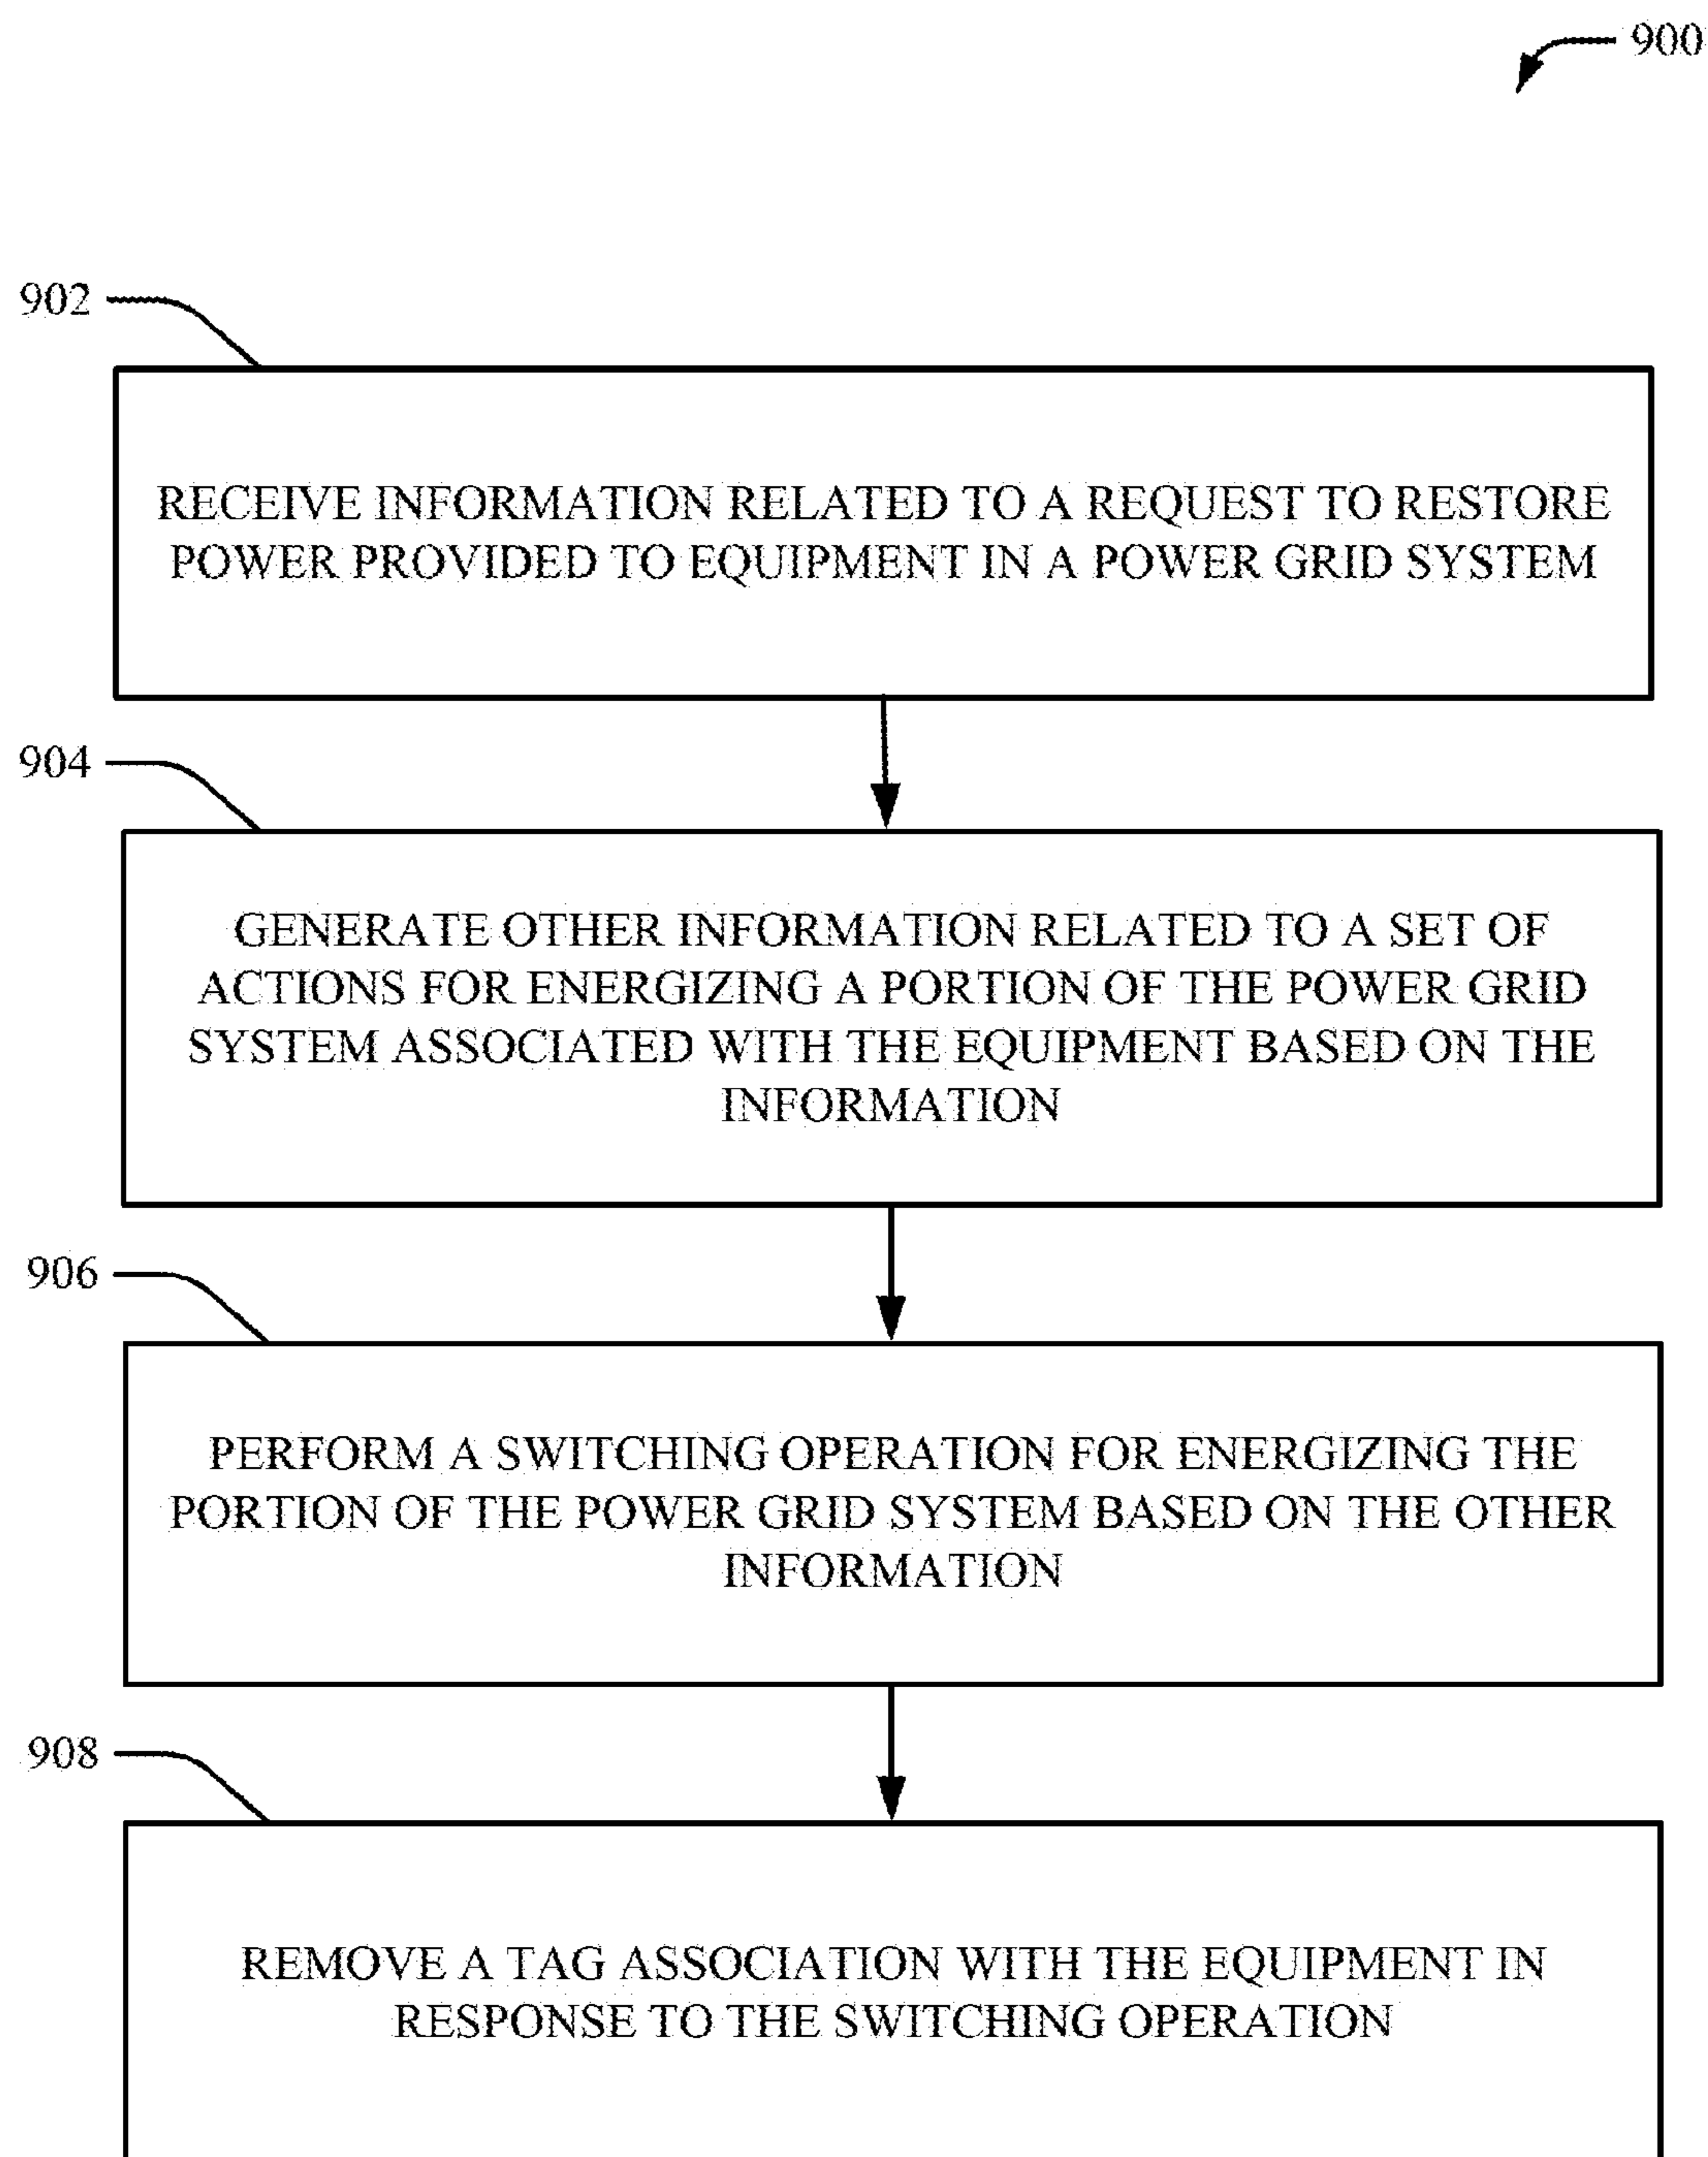 900
902
RECEIVE INFORMATION RELATED TO A REQUEST TO RESTORE
POWER PROVIDED TO EQUIPMENT IN A POWER GRID SYSTEM
904
GENERATE OTHER INFORMATION RELATED TO A SET OF
ACTIONS FOR ENERGIZING A PORTION OF THE POWER GRID
SYSTEM ASSOCIATED WITH THE EQUIPMENT BASED ON THE
INFORMATION
906
PERFORM A SWITCHING OPERATION FOR ENERGIZING THE
PORTION OF THE POWER GRID SYSTEM BASED ON THE OTHER
INFORMATION
908
REMOVE A TAG ASSOCIATION WITH THE EQUIPMENT IN
RESPONSE TO THE SWITCHING OPERATION